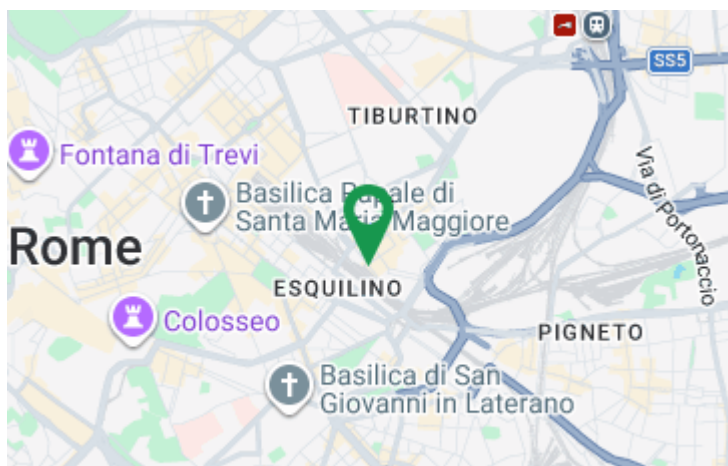 SS5
TIBURTINO
Fontana di Trevi
Via di Portonaccio
Basilica Papale di
Santa Maria Maggiore
Rome
ESQUILINO
Colosseo
PIGNETO
Basilica di San
Giovanni in Laterano